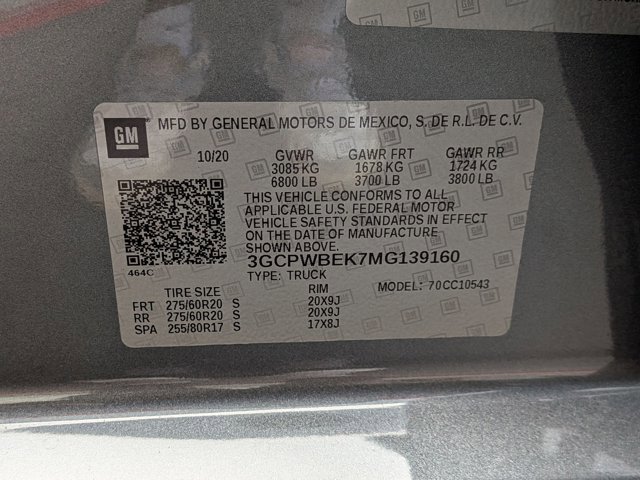 GM MFD BY GENERAL MOTORS DE MEXICO, S. DE R.L. DE C.V.
10/20 GVWR GAWR FRT GAWR RR
3085 KG 1678 KG 1724 KG
6800 LB 3700 LB 3800 LB
THIS VEHICLE CONFORMS TO ALL
APPLICABLE U.S. FEDERAL MOTOR
VEHICLE SAFETY STANDARDS IN EFFECT
ON THE DATE OF MANUFACTURE
SHOWN ABOVE.
464C
3GCPWBEK7MG139160
TYPE: TRUCK MODEL: 70CC10543
TIRE SIZE RIM
FRT 275/60R20 S 20X9J
RR 275/60R20 S 20X9J
SPA 255/80R17 S 17X8J